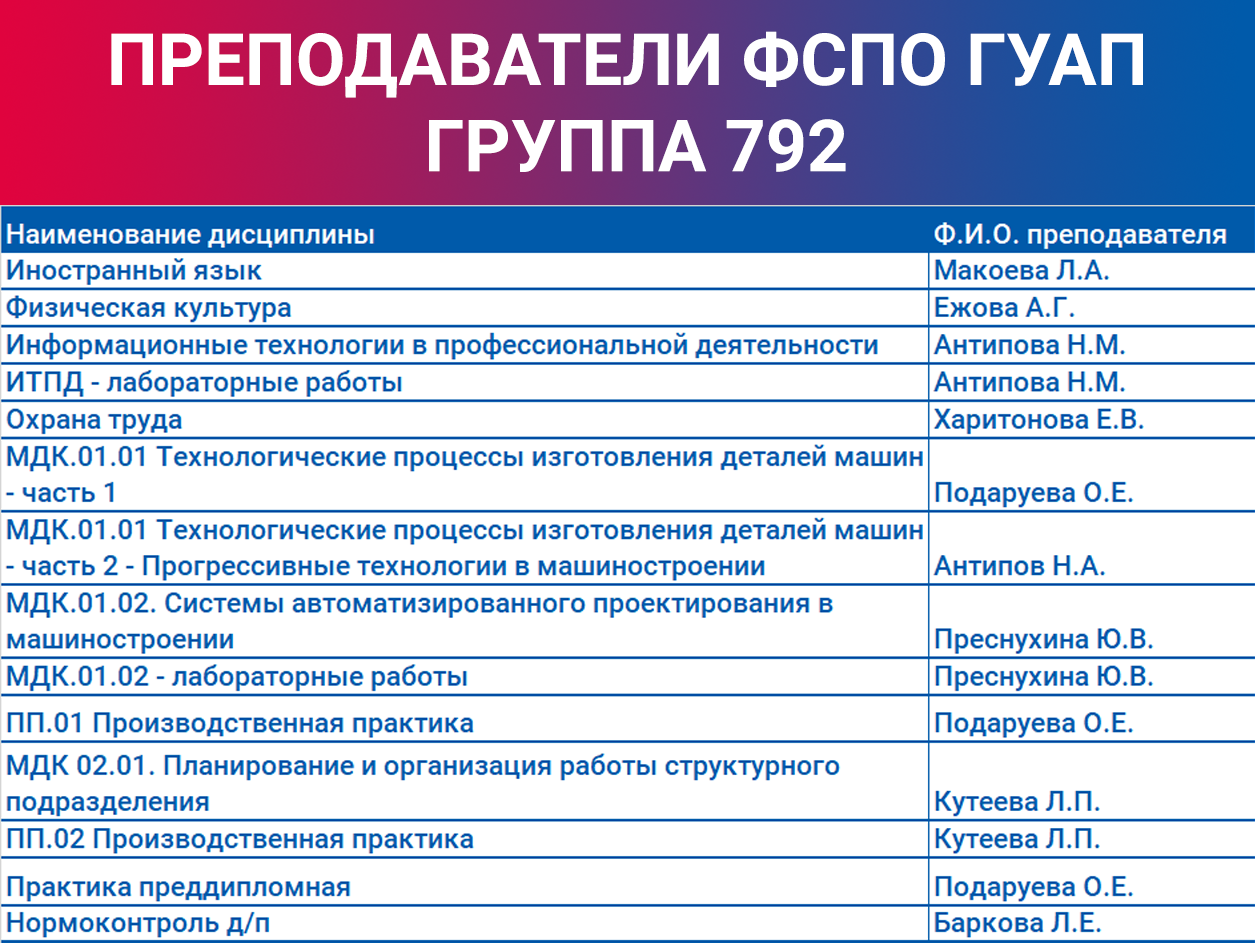 ПРЕПОДАВАТЕЛИ ФСПО ГУАП
ГРУППА 792
Наименование дисциплины Ф.И.О. преподавателя
Иностранный язык Макоева Л.А.
Физическая культура Ежова А.Г.
Информационные технологии в профессиональной деятельности Антипова Н.М.
ИТПД - лабораторные работы Антипова Н.М.
Охрана труда Харитонова Е.В.
МДК.01.01 Технологические процессы изготовления деталей машин
- часть 1 Подаруева О.Е.
МДК.01.01 Технологические процессы изготовления деталей машин
- часть 2 - Прогрессивные технологии в машиностроении Антипов Н.А.
МДК.01.02. Системы автоматизированного проектирования в
машиностроении Преснухина Ю.В.
МДК.01.02 - лабораторные работы Преснухина Ю.В.
ПП.01 Производственная практика Подаруева О.Е.
МДК 02.01. Планирование и организация работы структурного
подразделения Кутеева Л.П.
ПП.02 Производственная практика Кутеева Л.П.
Практика преддипломная Подаруева О.Е.
Нормоконтроль д/п Баркова Л.Е.